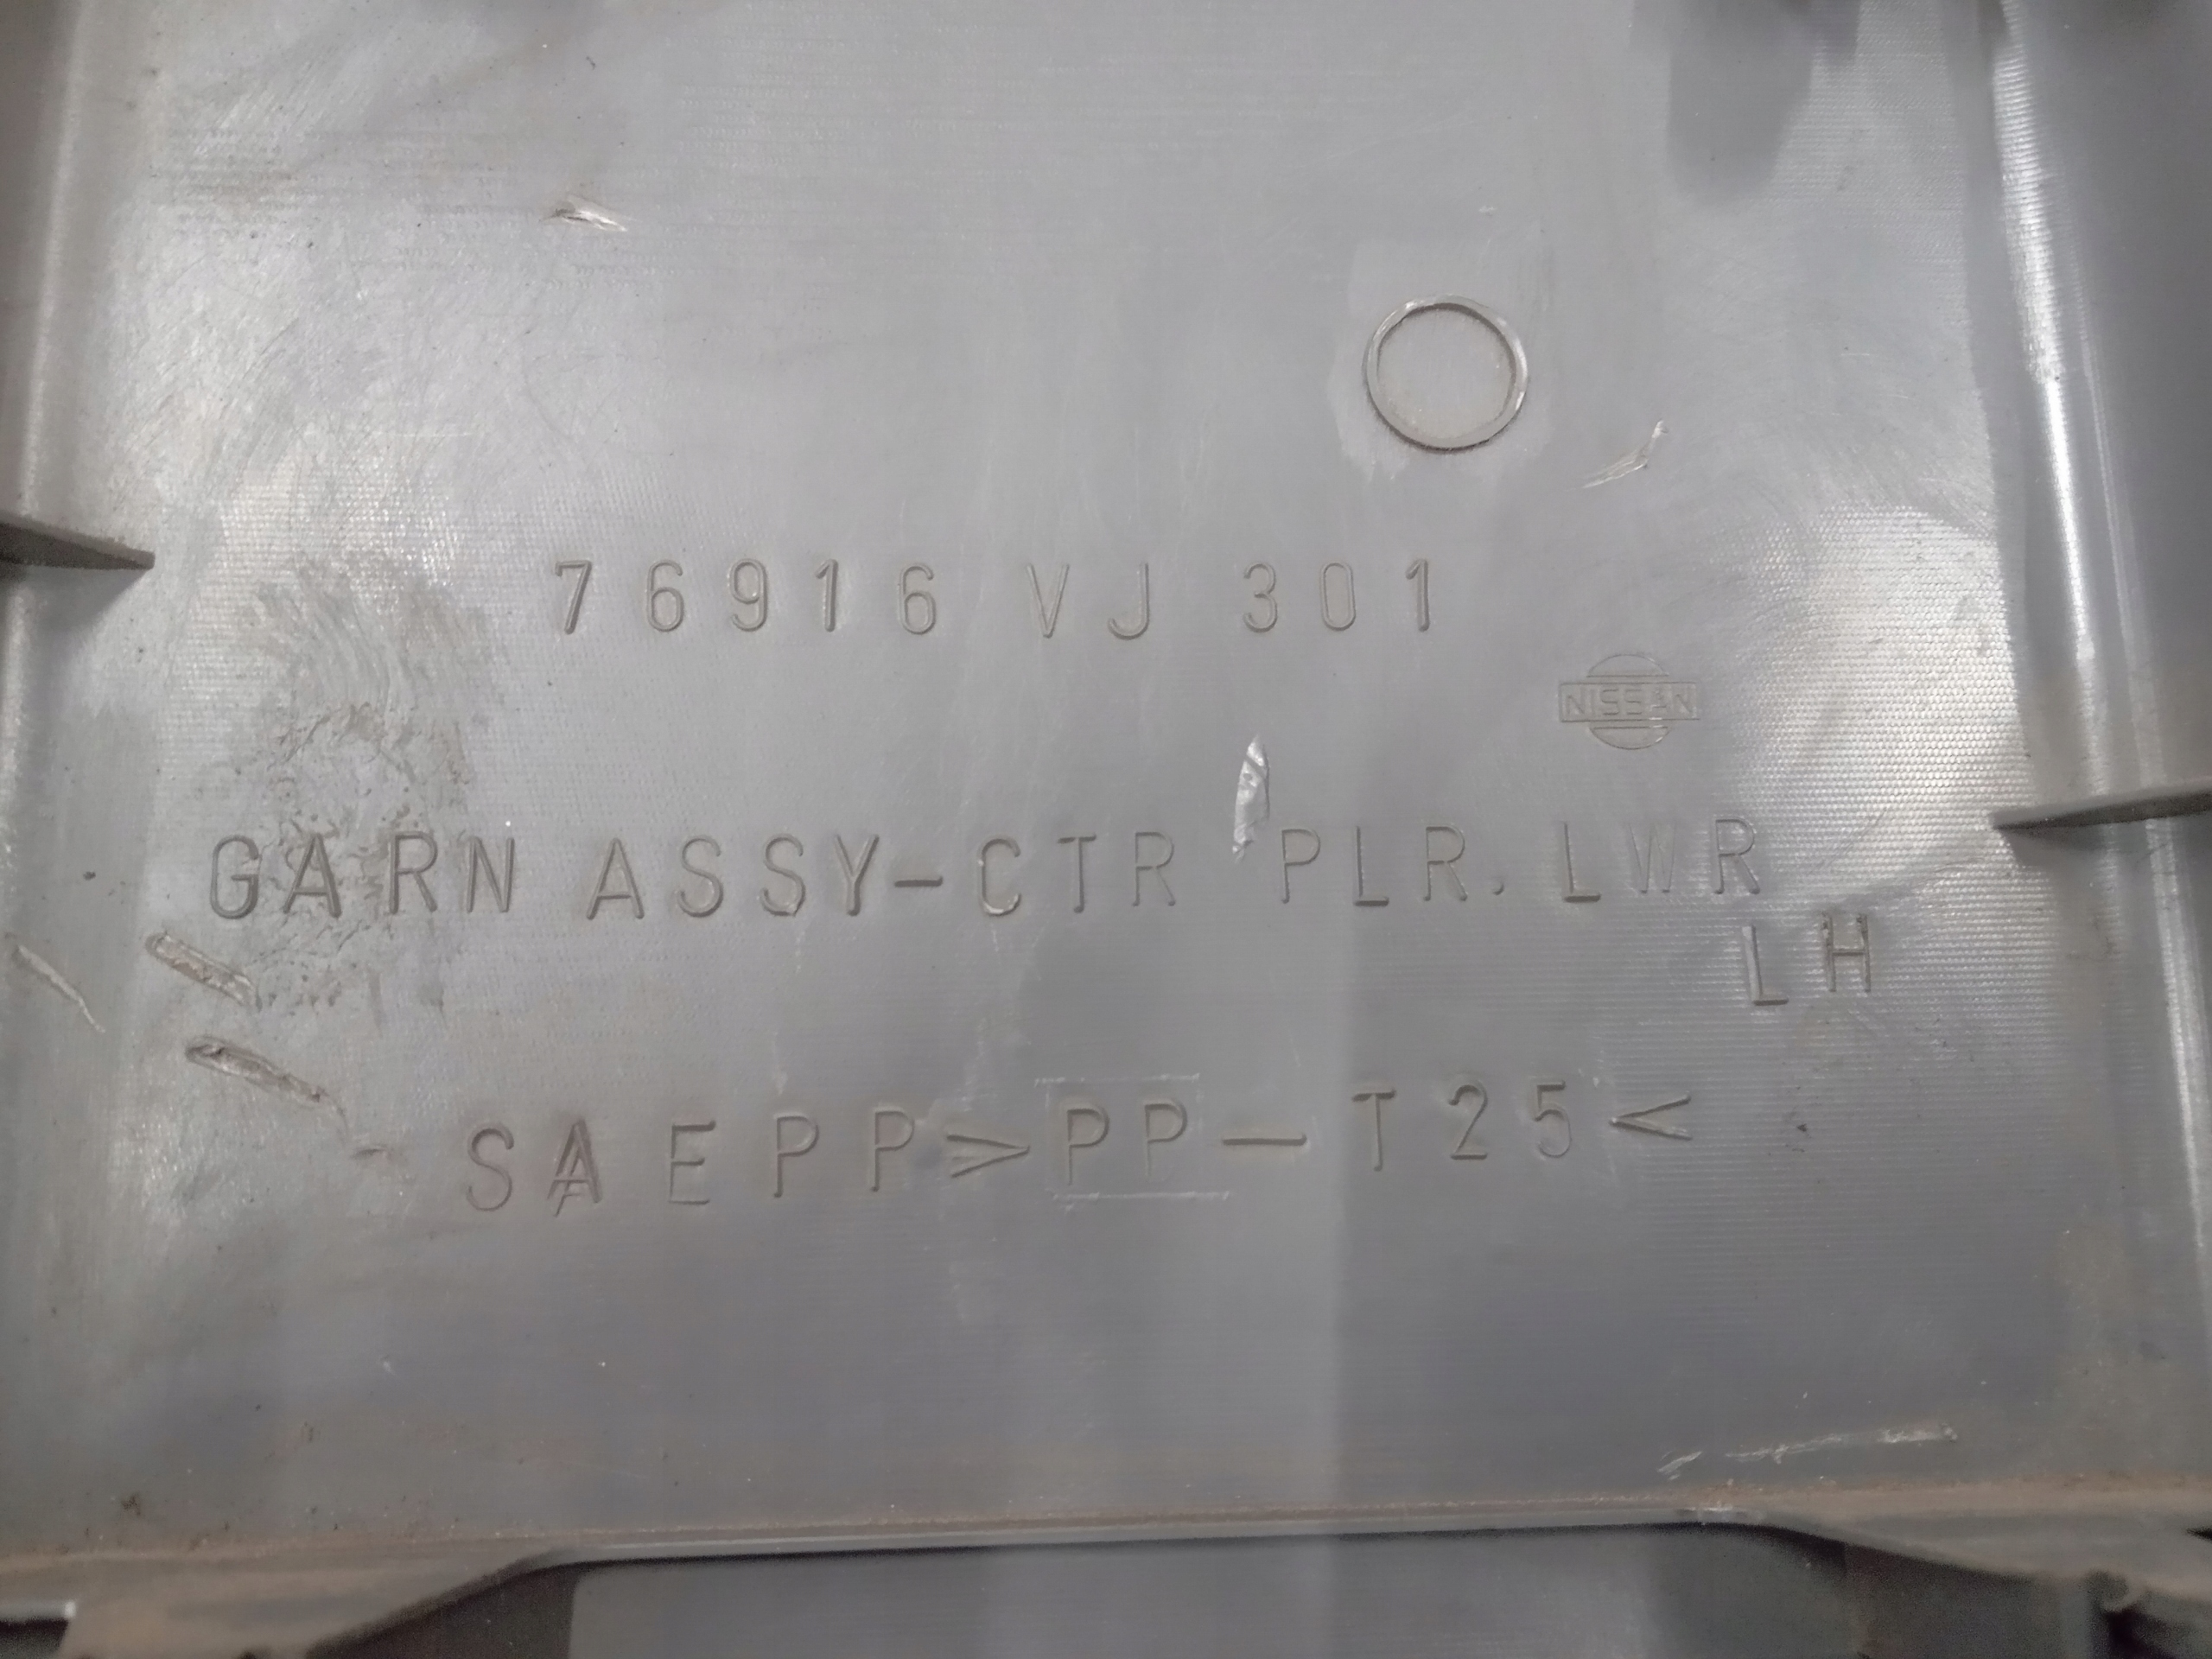 76916 VJ 301
NISSAN
GARN ASSY-CTR PLR. LWR
LH
SAEPP>PP-T25<